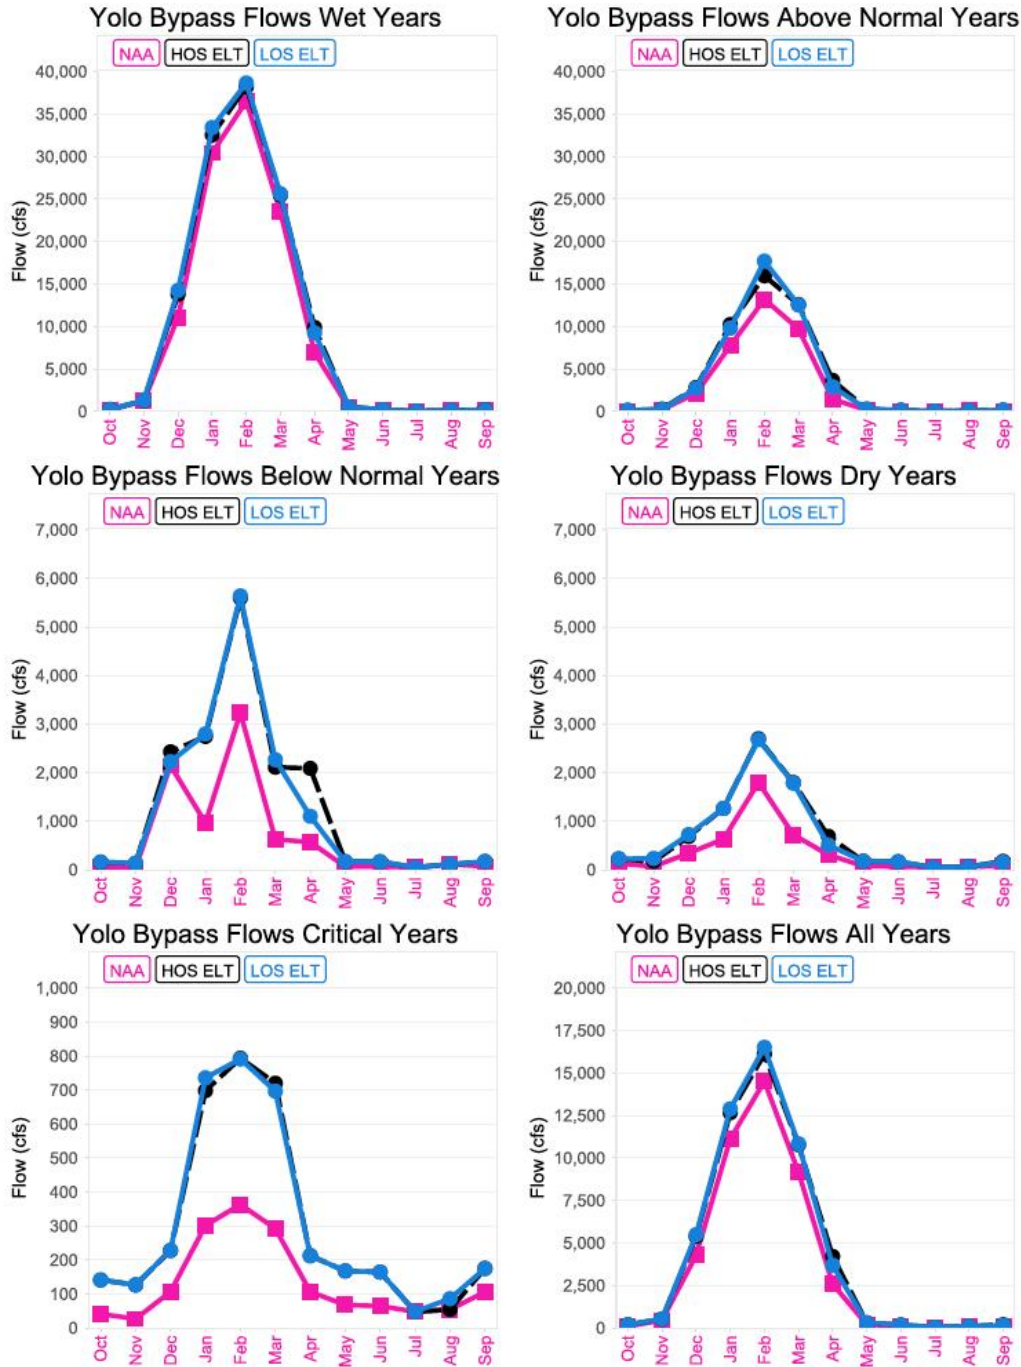 Yolo Bypass Flows Wet Years
NAA HOS ELT LOS ELT
40,000
35,000
30,000
25,000
20,000
15,000
10,000
5,000
0
Flow (cfs)
Oct Nov Dec Jan Feb Mar Apr May Jun Jul Aug Sep
Yolo Bypass Flows Above Normal Years
NAA HOS ELT LOS ELT
40,000
35,000
30,000
25,000
20,000
15,000
10,000
5,000
0
Flow (cfs)
Oct Nov Dec Jan Feb Mar Apr May Jun Jul Aug Sep
Yolo Bypass Flows Below Normal Years
NAA HOS ELT LOS ELT
7,000
6,000
5,000
4,000
3,000
2,000
1,000
0
Flow (cfs)
Oct Nov Dec Jan Feb Mar Apr May Jun Jul Aug Sep
Yolo Bypass Flows Dry Years
NAA HOS ELT LOS ELT
7,000
6,000
5,000
4,000
3,000
2,000
1,000
0
Flow (cfs)
Oct Nov Dec Jan Feb Mar Apr May Jun Jul Aug Sep
Yolo Bypass Flows Critical Years
NAA HOS ELT LOS ELT
1,000
900
800
700
600
500
400
300
200
100
0
Flow (cfs)
Oct Nov Dec Jan Feb Mar Apr May Jun Jul Aug Sep
Yolo Bypass Flows All Years
NAA HOS ELT LOS ELT
20,000
17,500
15,000
12,500
10,000
7,500
5,000
2,500
0
Flow (cfs)
Oct Nov Dec Jan Feb Mar Apr May Jun Jul Aug Sep